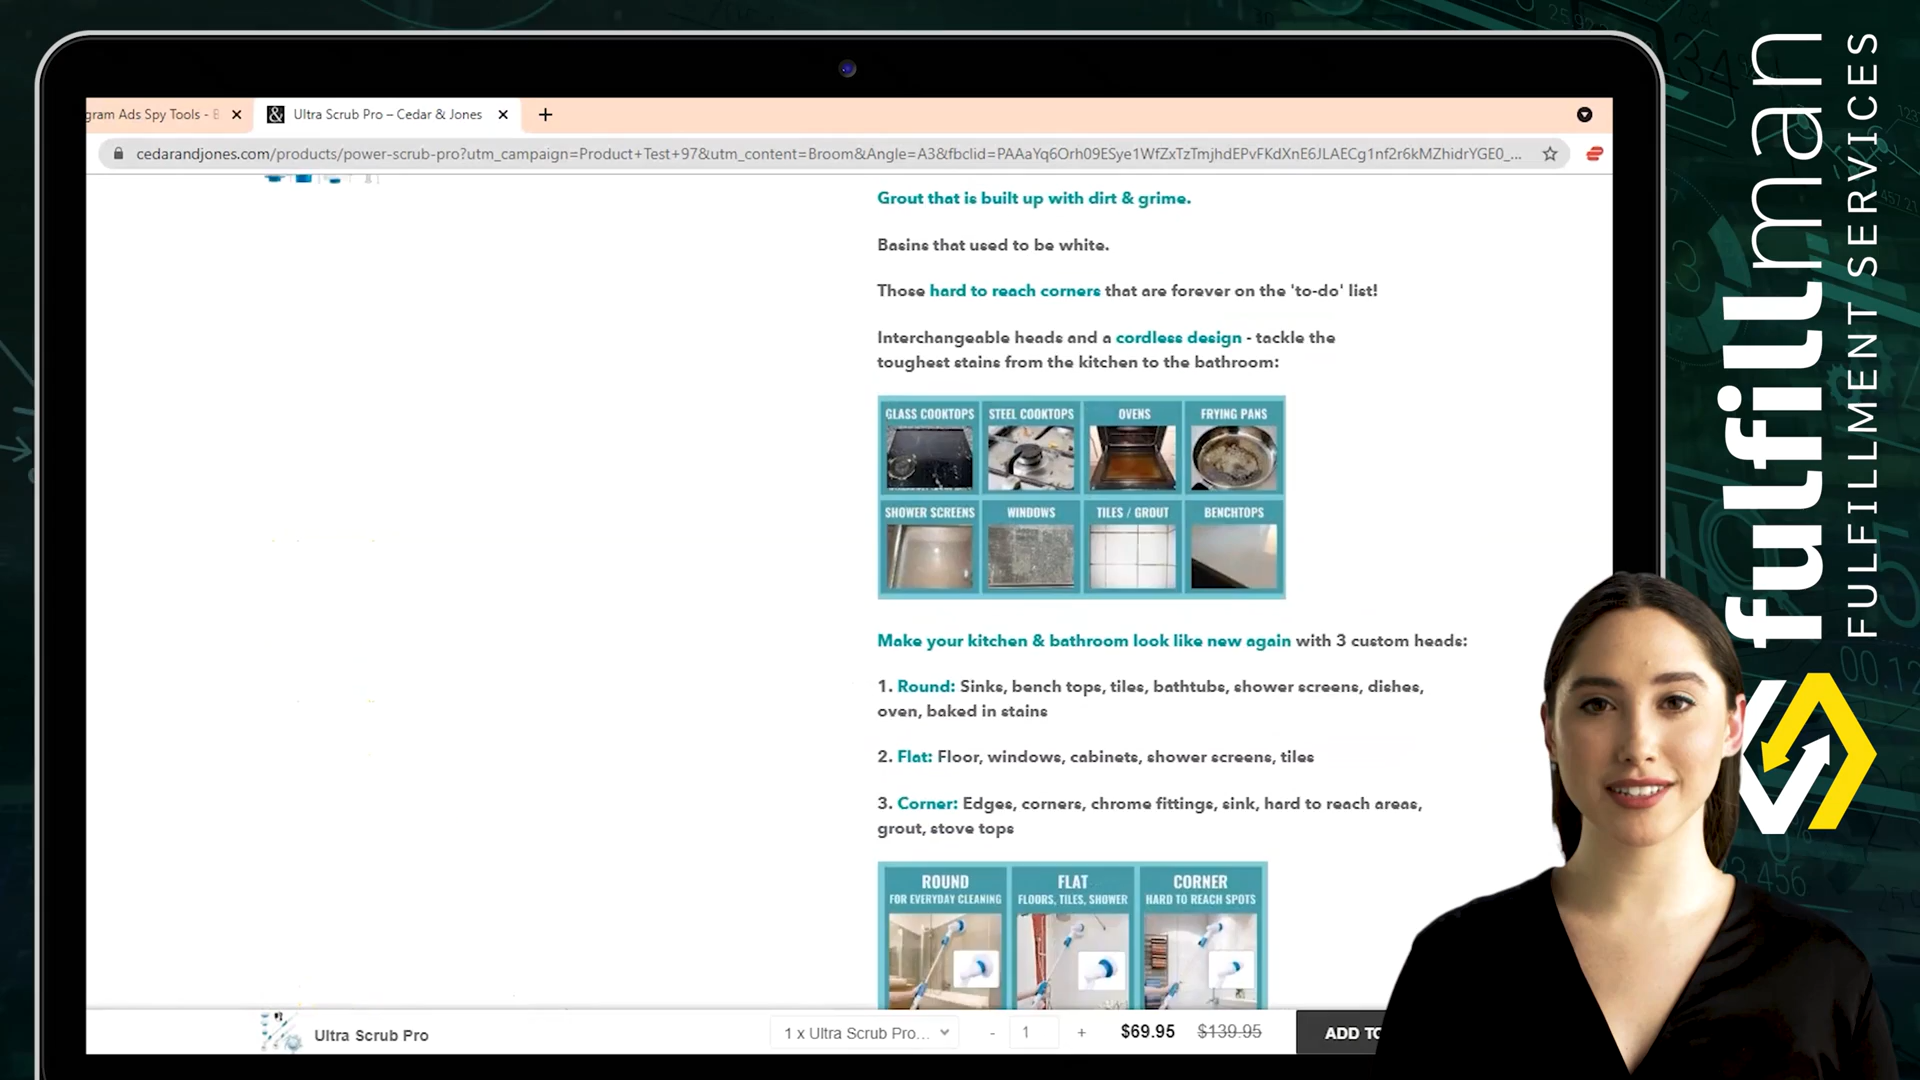 gram Ads Spy Tools -
Ultra Scrub Pro – Cedar & Jones
cedarandjones.com/products/power-scrub-pro?utm_campaign=Product+Test+97&utm_content=Broom&Angle=A3&fbclid=PAAaYq6Orh09ESye1WfZxTzTmjhdEPvFKdXnE6JLAECg1nf2r6kMZhidrYGE0_...
Grout that is built up with dirt & grime.
Basins that used to be white.
Those hard to reach corners that are forever on the 'to-do' list!
Interchangeable heads and a cordless design - tackle the
toughest stains from the kitchen to the bathroom:
GLASS COOKTOPS STEEL COOKTOPS OVENS FRYING PANS
SHOWER SCREENS WINDOWS TILES / GROUT BENCHTOPS
Make your kitchen & bathroom look like new again with 3 custom heads:
1. Round: Sinks, bench tops, tiles, bathtubs, shower screens, dishes,
oven, baked in stains
2. Flat: Floor, windows, cabinets, shower screens, tiles
3. Corner: Edges, corners, chrome fittings, sink, hard to reach areas,
grout, stove tops
ROUND FLAT CORNER
FOR EVERYDAY CLEANING FLOORS, TILES, SHOWER HARD TO REACH SPOTS
Ultra Scrub Pro
1 x Ultra Scrub Pro...
- 1 +
$69.95 $139.95
ADD TO
fulfillman
FULFILLMENT SERVICES